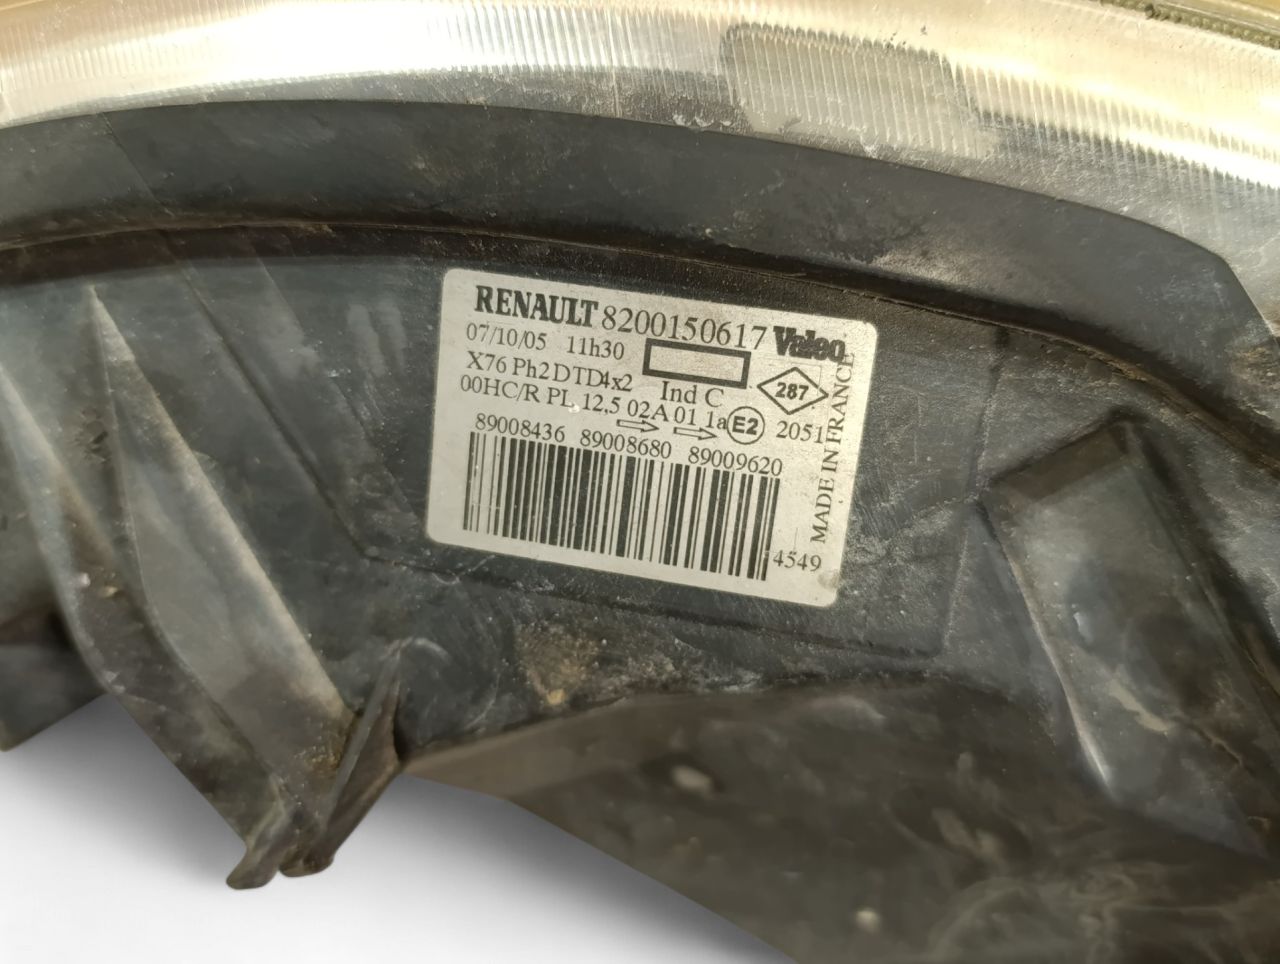 RENAULT 8200150617 Valeo
07/10/05 11h30
X76 Ph2 DTD4x2 Ind C 287
00HC/R PL 12,5 02A 01 1a E2 2051
89008436 89008680 89009620
4549
MADE IN FRANCE